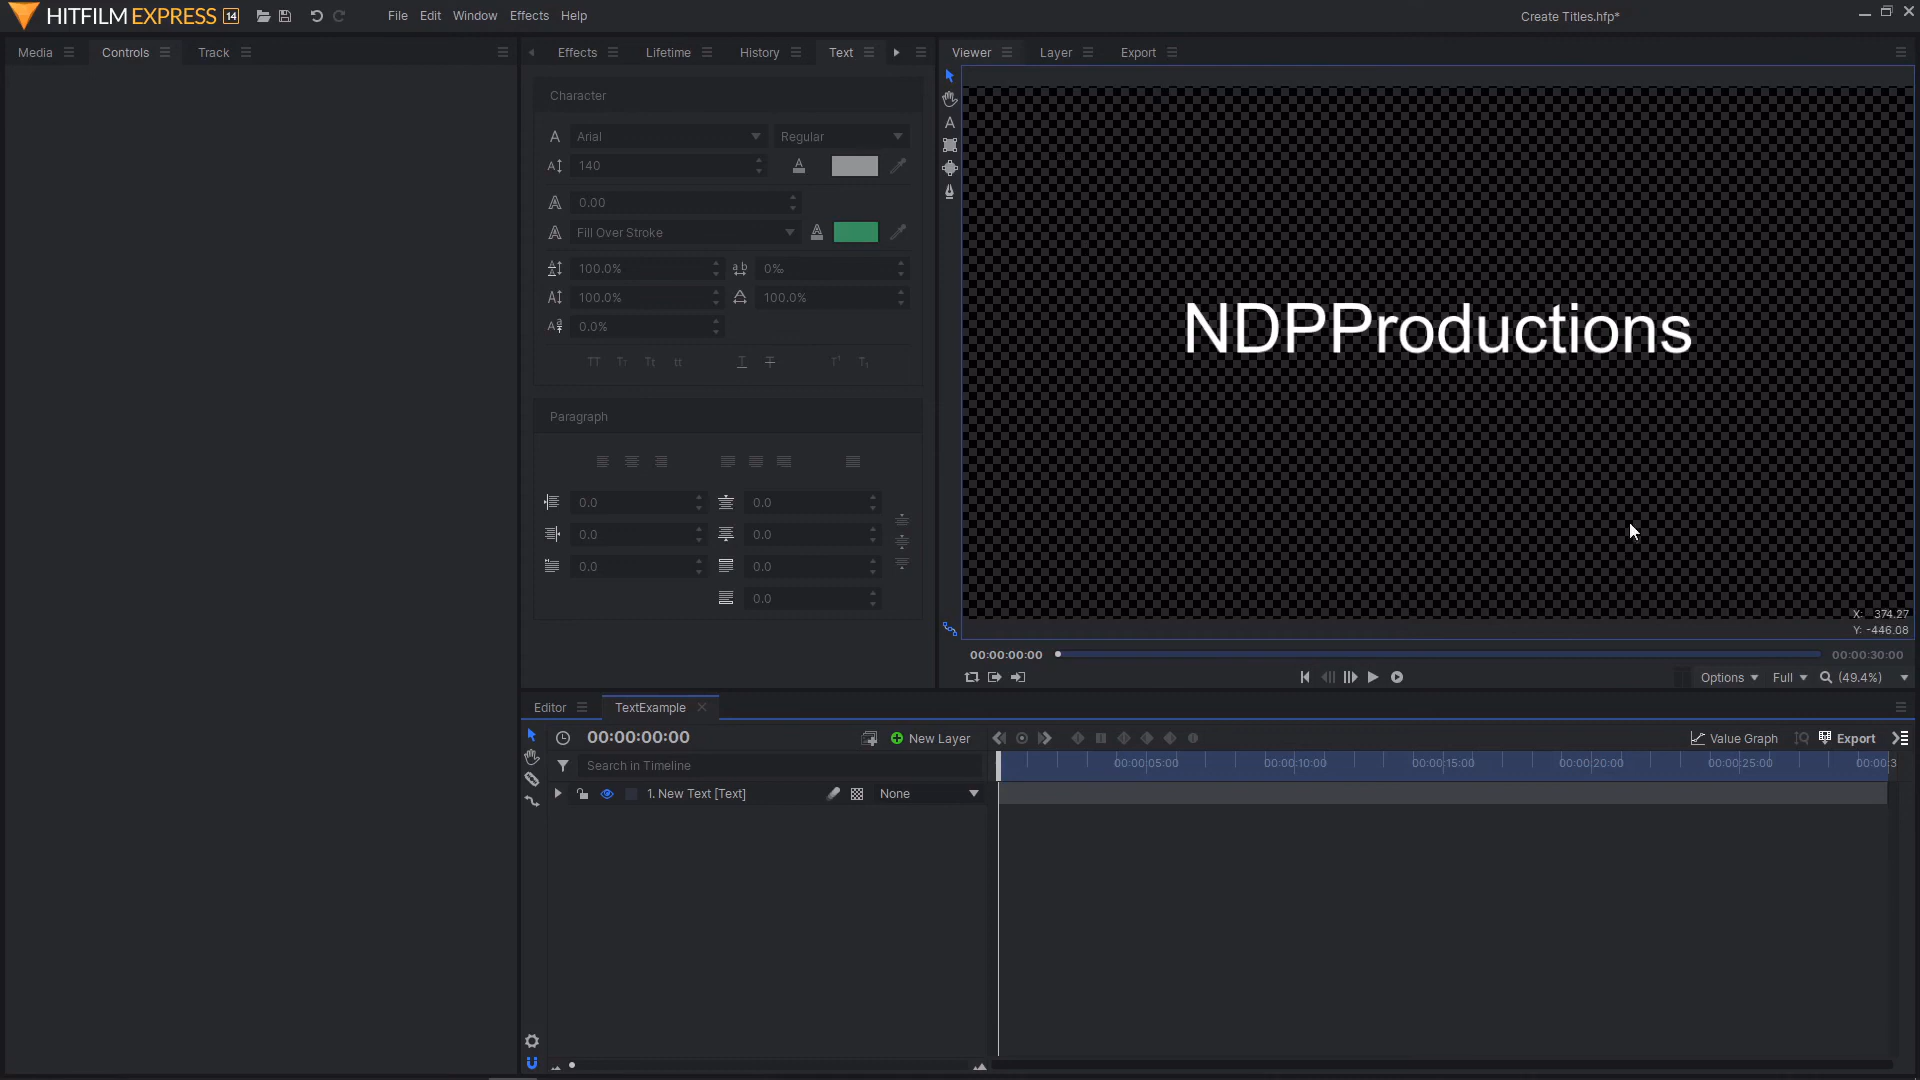 HITFILM EXPRESS 14
File Edit Window Effects Help
Create Titles.hfp*
Media Controls Track
Effects Lifetime History Text
Viewer Layer Export
Character
Arial Regular
140
0.00
Fill Over Stroke
100.0% 0‰
100.0% 100.0%
0.0%
Paragraph
0.0 0.0
0.0 0.0
0.0 0.0
0.0
NDPProductions
X: 374.27
Y: -446.08
00:00:00:00 00:00:30:00
Options Full (49.4%)
Editor TextExample
00:00:00:00 New Layer Value Graph Export
Search in Timeline 00:00:05:00 00:00:10:00 00:00:15:00 00:00:20:00 00:00:25:00 00:00:3
1. New Text [Text] None